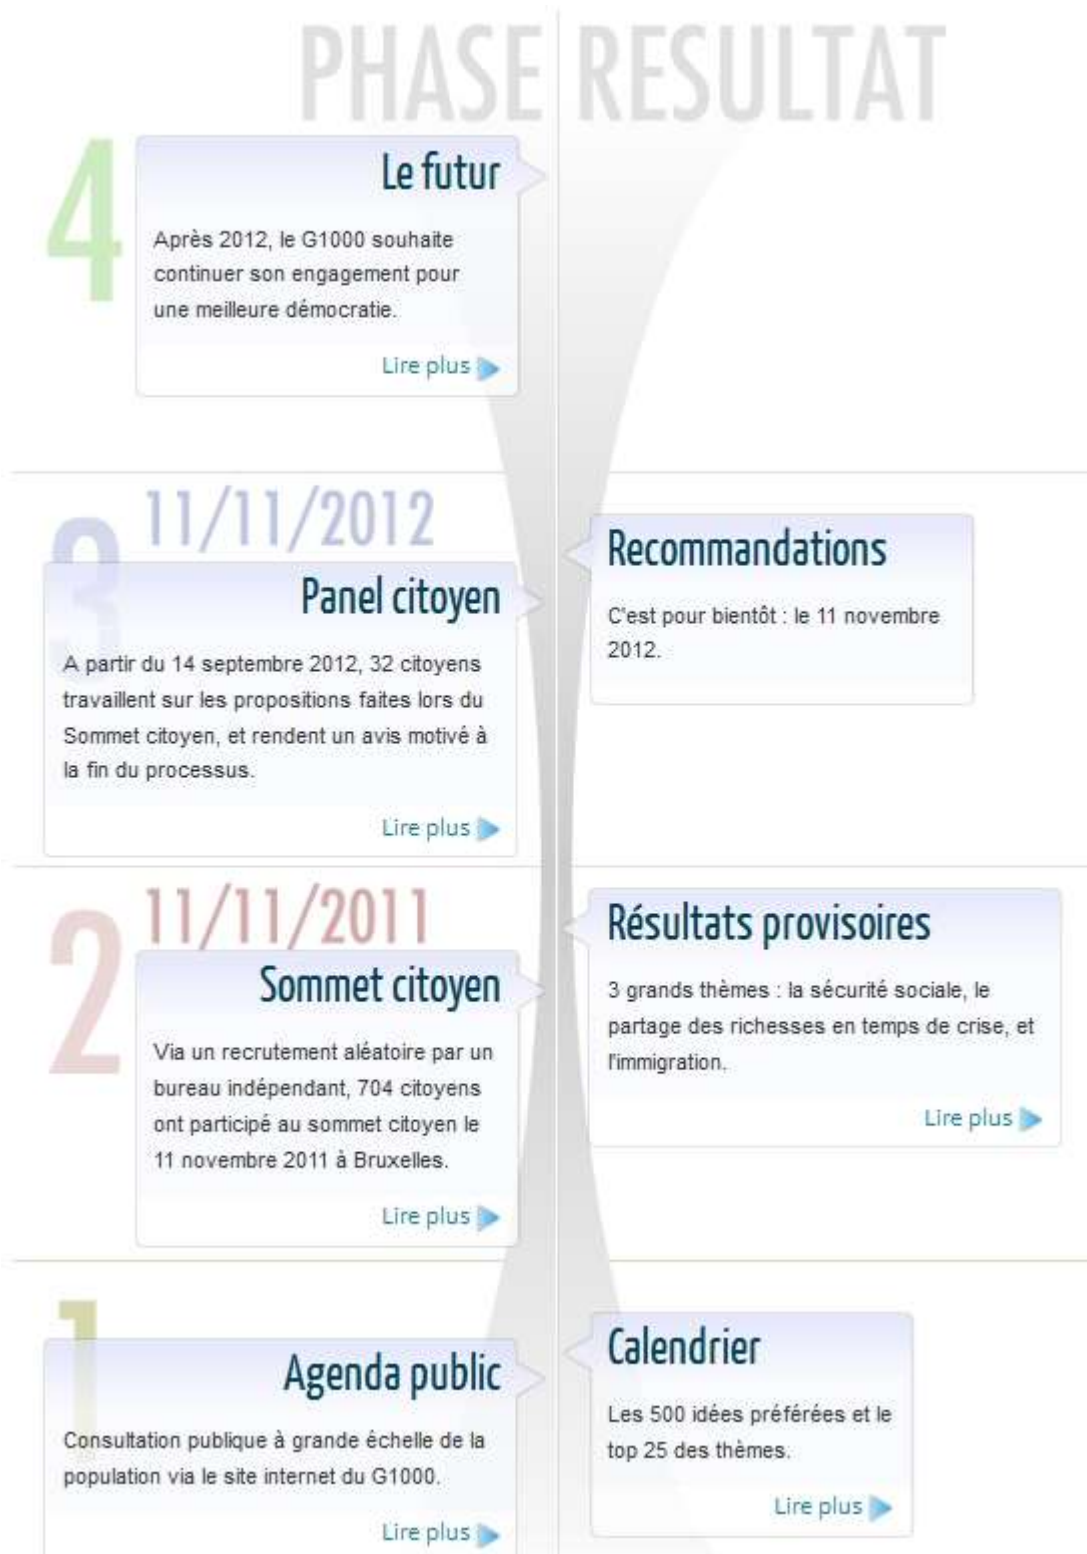 PHASE RESULTAT
4
Le futur
Après 2012, le G1000 souhaite
continuer son engagement pour
une meilleure démocratie.
Lire plus
3
11/11/2012
Panel citoyen
A partir du 14 septembre 2012, 32 citoyens
travaillent sur les propositions faites lors du
Sommet citoyen, et rendent un avis motivé à
la fin du processus.
Lire plus
Recommandations
C'est pour bientôt : le 11 novembre
2012.
2
11/11/2011
Sommet citoyen
Via un recrutement aléatoire par un
bureau indépendant, 704 citoyens
ont participé au sommet citoyen le
11 novembre 2011 à Bruxelles.
Lire plus
Résultats provisoires
3 grands thèmes : la sécurité sociale, le
partage des richesses en temps de crise, et
l'immigration.
Lire plus
1
Agenda public
Consultation publique à grande échelle de la
population via le site internet du G1000.
Lire plus
Calendrier
Les 500 idées préférées et le
top 25 des thèmes.
Lire plus